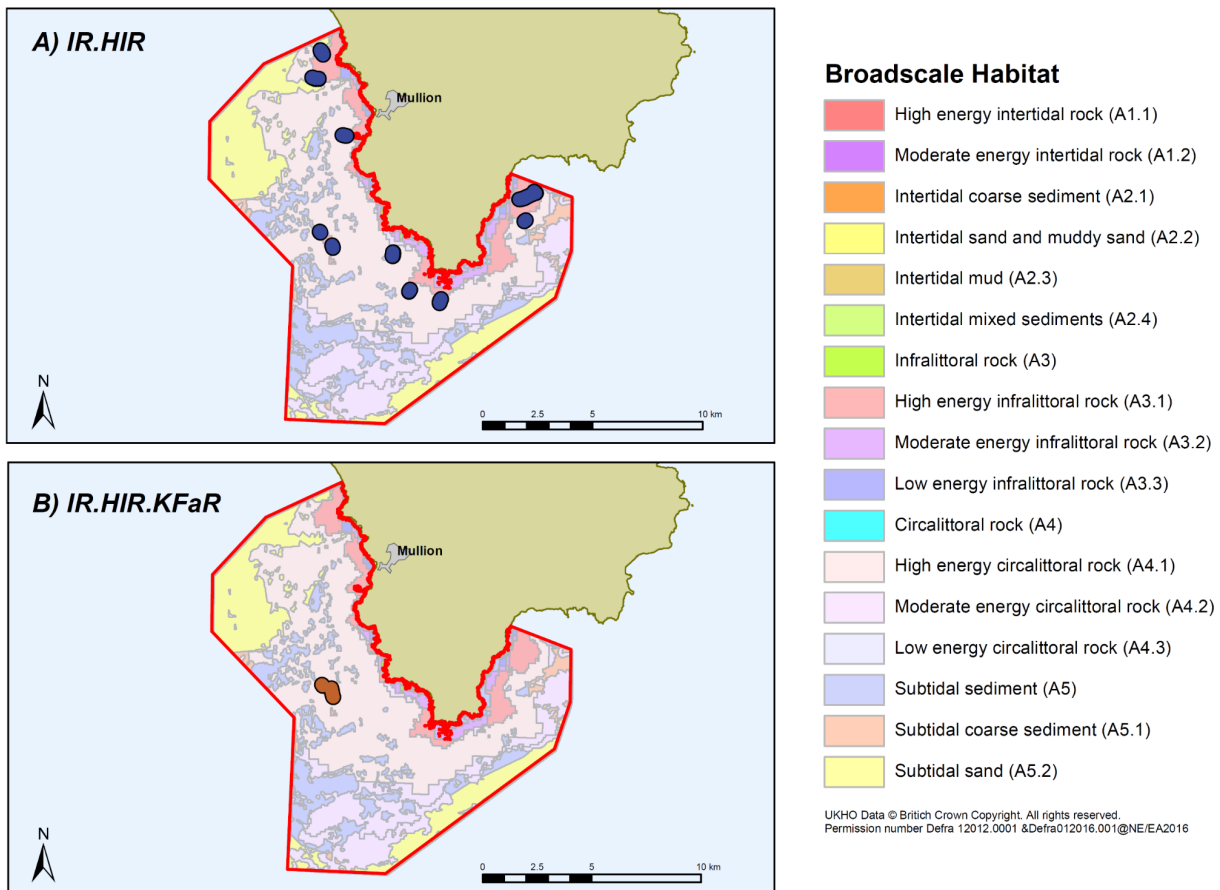 A) IR.HIR
Mullion
N
0 2.5 5 10 km
B) IR.HIR.KFaR
Mullion
N
0 2.5 5 10 km
Broadscale Habitat
High energy intertidal rock (A1.1)
Moderate energy intertidal rock (A1.2)
Intertidal coarse sediment (A2.1)
Intertidal sand and muddy sand (A2.2)
Intertidal mud (A2.3)
Intertidal mixed sediments (A2.4)
Infralittoral rock (A3)
High energy infralittoral rock (A3.1)
Moderate energy infralittoral rock (A3.2)
Low energy infralittoral rock (A3.3)
Circalittoral rock (A4)
High energy circalittoral rock (A4.1)
Moderate energy circalittoral rock (A4.2)
Low energy circalittoral rock (A4.3)
Subtidal sediment (A5)
Subtidal coarse sediment (A5.1)
Subtidal sand (A5.2)
UKHO Data © Britich Crown Copyright. All rights reserved.
Permission number Defra 12012.0001 &Defra012016.001@NE/EA2016